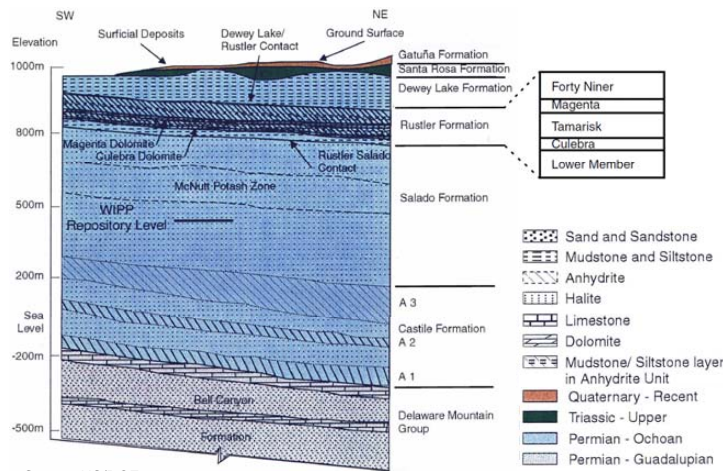 SW
NE
Elevation
Surficial Deposits
Dewey Lake/
Rustler Contact
Ground Surface
1000m
800m
500m
200m
Sea
Level
-200m
-500m
Magenta Dolomite
Culebra Dolomite
Rustler Salado
Contact
McNutt Potash Zone
WIPP
Repository Level
Bell Canyon
Formation
Gatuña Formation
Santa Rosa Formation
Dewey Lake Formation
Rustler Formation
Salado Formation
A 3
Castile Formation
A 2
A 1
Delaware Mountain
Group
Forty Niner
Magenta
Tamarisk
Culebra
Lower Member
Sand and Sandstone
Mudstone and Siltstone
Anhydrite
Halite
Limestone
Dolomite
Mudstone/ Siltstone layer
in Anhydrite Unit
Quaternary - Recent
Triassic - Upper
Permian - Ochoan
Permian - Guadalupian